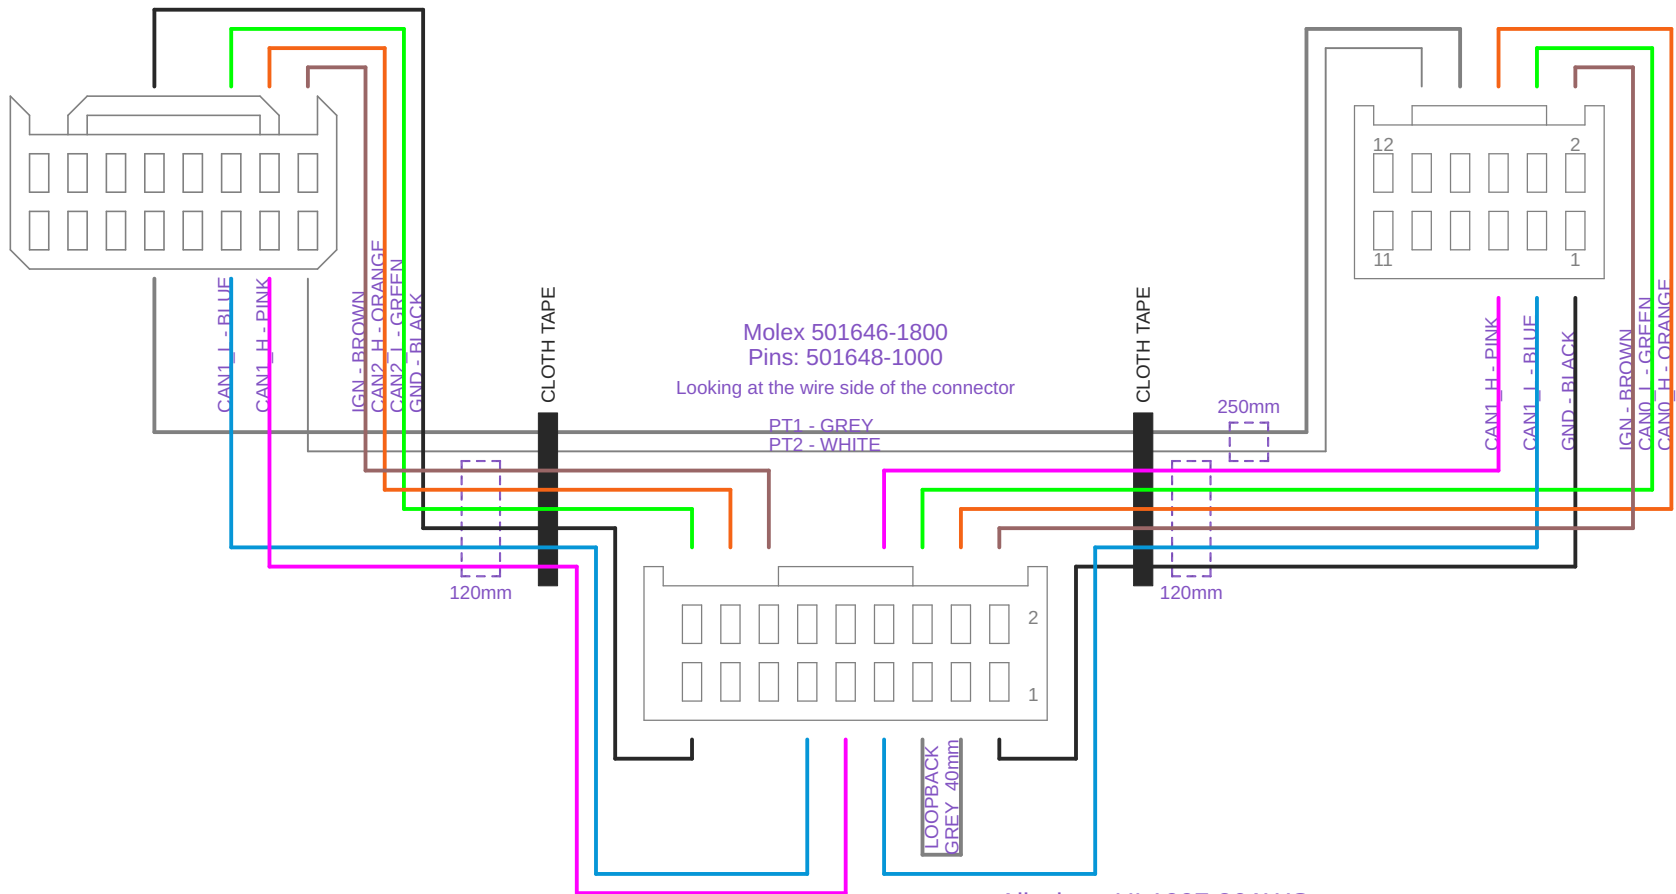 12
2
11
1
CAN1_L - BLUE
CAN1_H - PINK
IGN - BROWN
CAN2_H - ORANGE
CAN2_L - GREEN
GND - BLACK
CLOTH TAPE
Molex 501646-1800
Pins: 501648-1000
Looking at the wire side of the connector
PT1 - GREY
PT2 - WHITE
CLOTH TAPE
250mm
CAN1_H - PINK
CAN1_L - BLUE
GND - BLACK
IGN - BROWN
CAN0_L - GREEN
CAN0_H - ORANGE
120mm
120mm
2
1
LOOPBACK
GREY 40mm